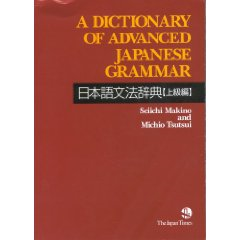 A DICTIONARY
OF ADVANCED
JAPANESE
GRAMMAR
日本語文法辞典【上級編】
Seiichi Makino
and
Michio Tsutsui
The Japan Times